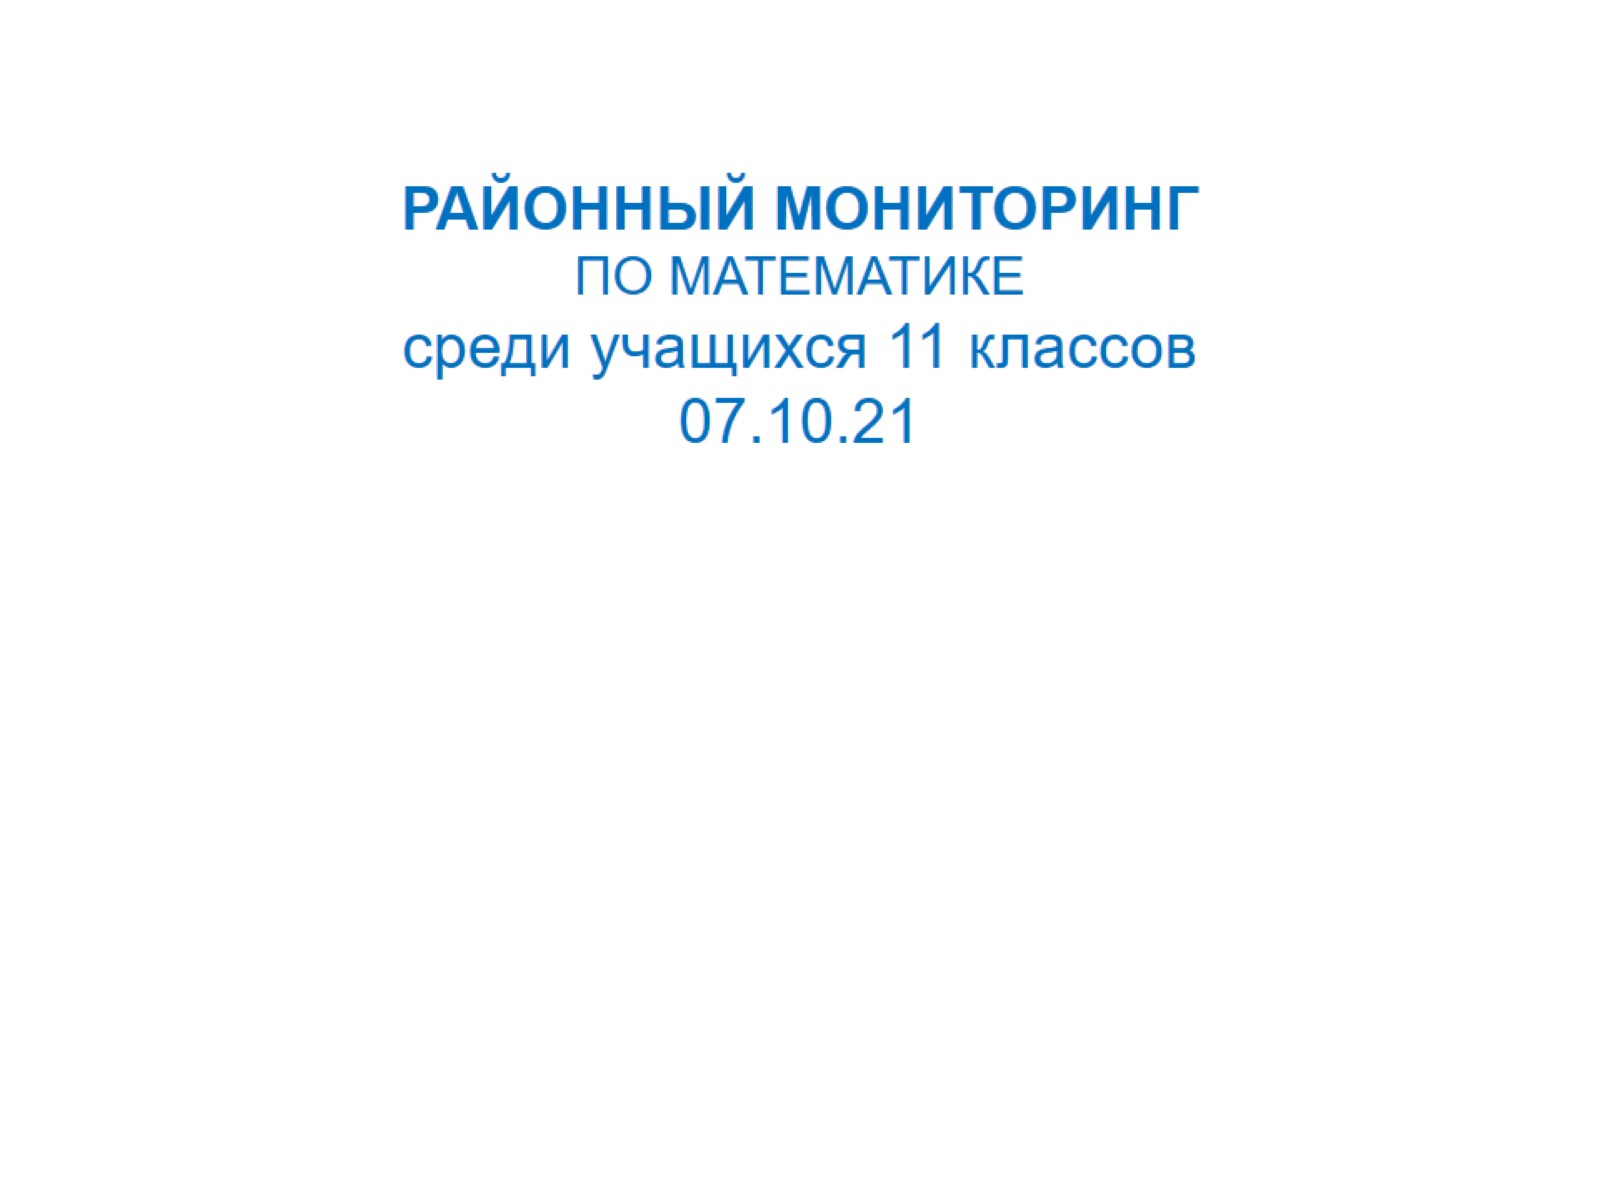 РАЙОННЫЙ МОНИТОРИНГ
ПО МАТЕМАТИКЕ
среди учащихся 11 классов
07.10.21